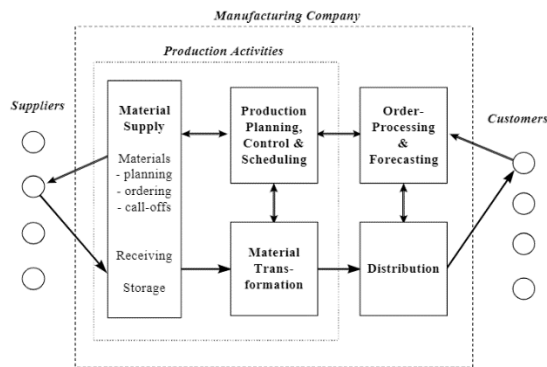 Manufacturing Company
Production Activities
Suppliers
Customers
Material
Supply
Materials
- planning
- ordering
- call-offs
Receiving
Storage
Production
Planning,
Control &
Scheduling
Order-
Processing
&
Forecasting
Material
Trans-
formation
Distribution